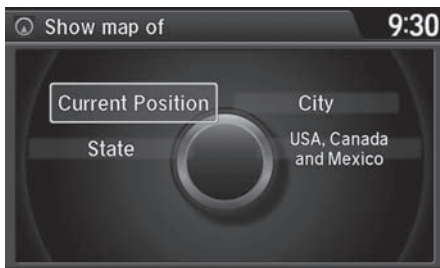 Show map of 9:30
Current Position City
State USA, Canada
and Mexico